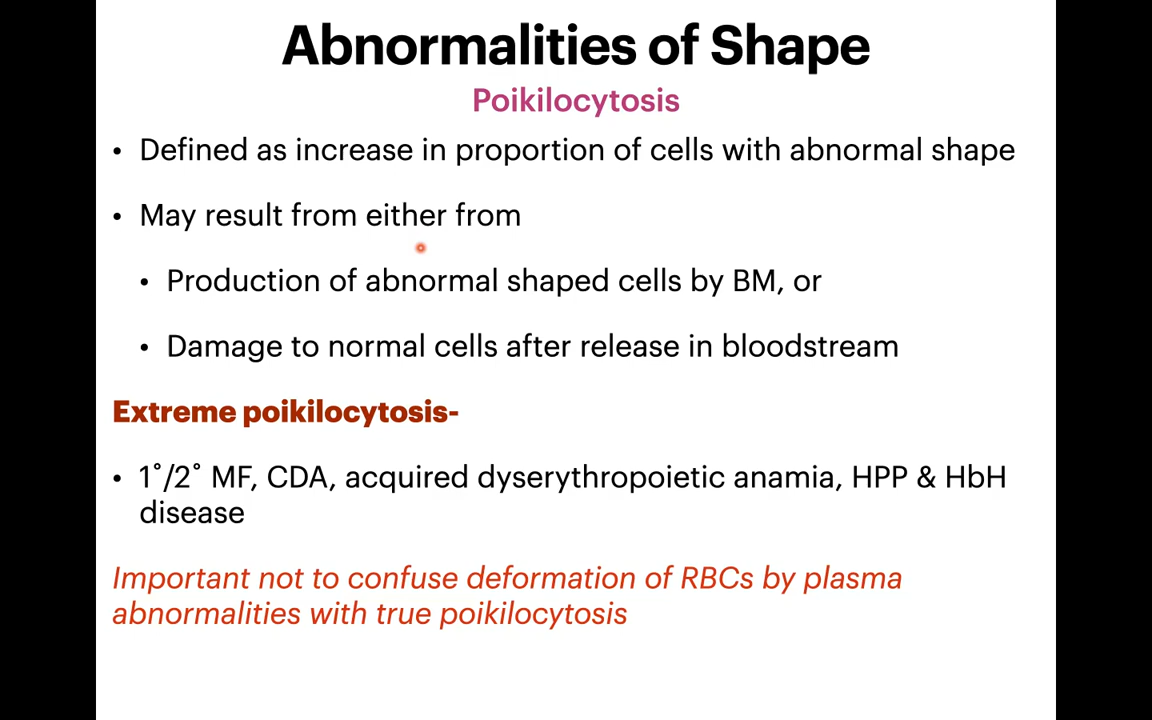 Abnormalities of Shape
Poikilocytosis
• Defined as increase in proportion of cells with abnormal shape
• May result from either from
• Production of abnormal shaped cells by BM, or
• Damage to normal cells after release in bloodstream
Extreme poikilocytosis-
• 1˚/2˚ MF, CDA, acquired dyserythropoietic anamia, HPP & HbH
disease
Important not to confuse deformation of RBCs by plasma
abnormalities with true poikilocytosis